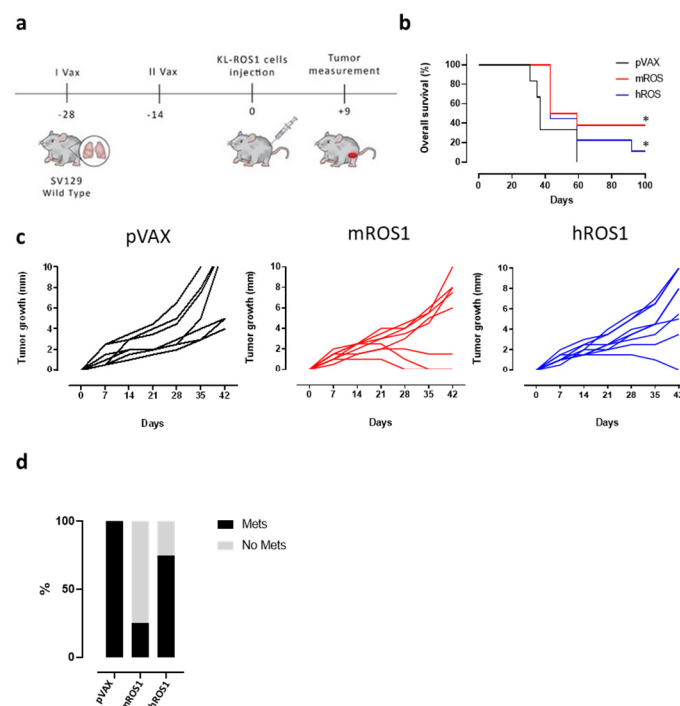 a
I Vax
II Vax
KL-ROS1 cells
injection
Tumor
measurement
-28
-14
0
+9
SV129
Wild Type
b
Overall survival (%)
100
80
60
40
20
0
pVAX
mROS
hROS
*
*
0 20 40 60 80 100
Days
c
pVAX
Tumor growth (mm)
10
8
6
4
2
0
0 7 14 21 28 35 42
Days
mROS1
Tumor growth (mm)
10
8
6
4
2
0
0 7 14 21 28 35 42
Days
hROS1
Tumor growth (mm)
10
8
6
4
2
0
0 7 14 21 28 35 42
Days
d
%
100
50
0
Mets
No Mets
pVAX
mROS1
hROS1